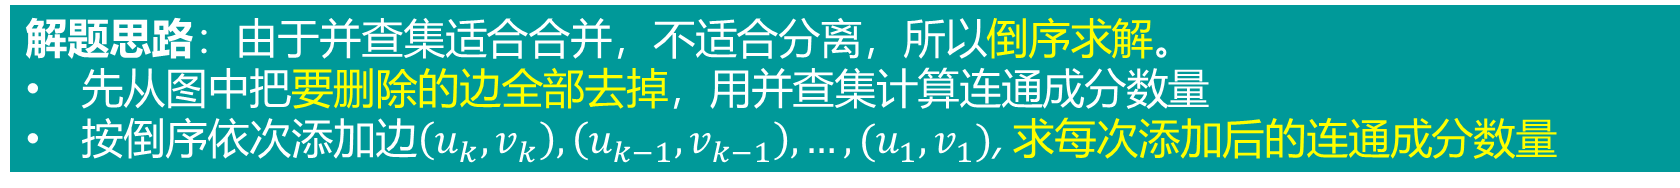 解题思路：由于并查集适合合并，不适合分离，所以倒序求解。
• 先从图中把要删除的边全部去掉，用并查集计算连通成分数量
• 按倒序依次添加边(u_k, v_k), (u_{k-1}, v_{k-1}), … , (u_1, v_1), 求每次添加后的连通成分数量